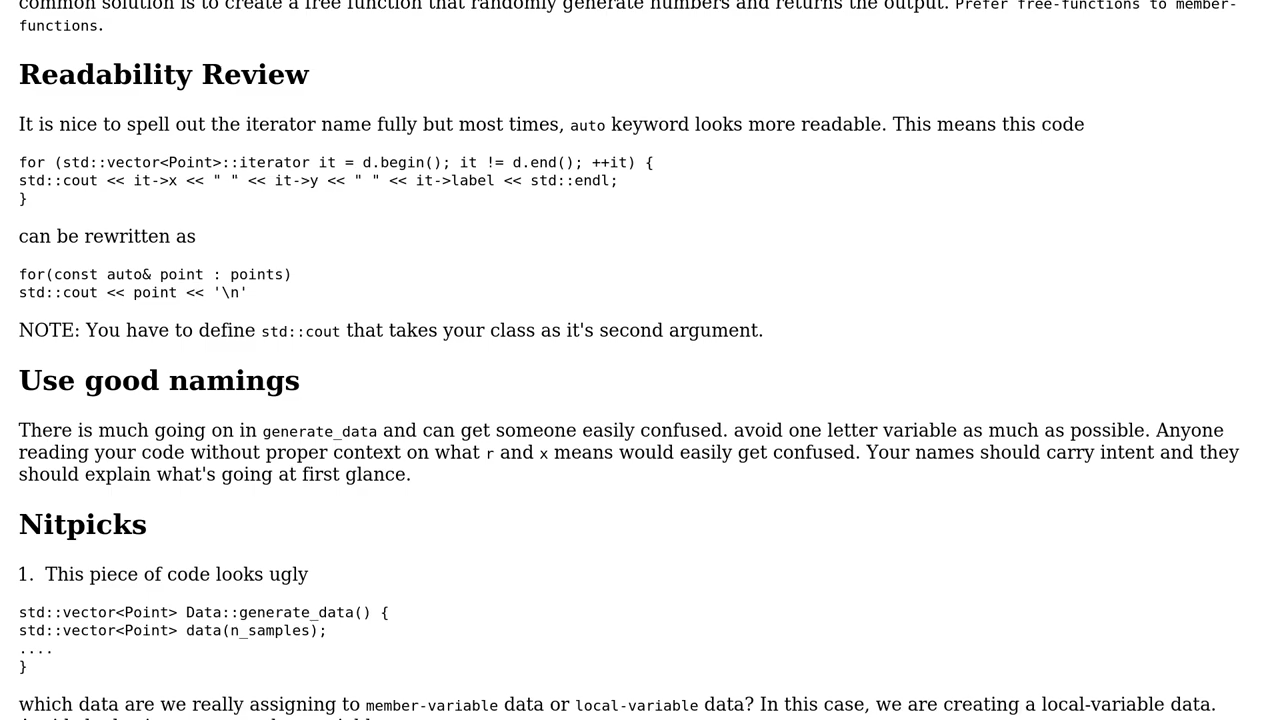 common solution is to create a free function that randomly generate numbers and returns the output. Prefer free-functions to member-
functions.
Readability Review
It is nice to spell out the iterator name fully but most times, auto keyword looks more readable. This means this code
for (std::vector<Point>::iterator it = d.begin(); it != d.end(); ++it) {
std::cout << it->x << " " << it->y << " " << it->label << std::endl;
}
can be rewritten as
for(const auto& point : points)
std::cout << point << '\n'
NOTE: You have to define std::cout that takes your class as it's second argument.
Use good namings
There is much going on in generate_data and can get someone easily confused. avoid one letter variable as much as possible. Anyone
reading your code without proper context on what r and x means would easily get confused. Your names should carry intent and they
should explain what's going at first glance.
Nitpicks
1. This piece of code looks ugly
std::vector<Point> Data::generate_data() {
std::vector<Point> data(n_samples);
....
}
which data are we really assigning to member-variable data or local-variable data? In this case, we are creating a local-variable data.